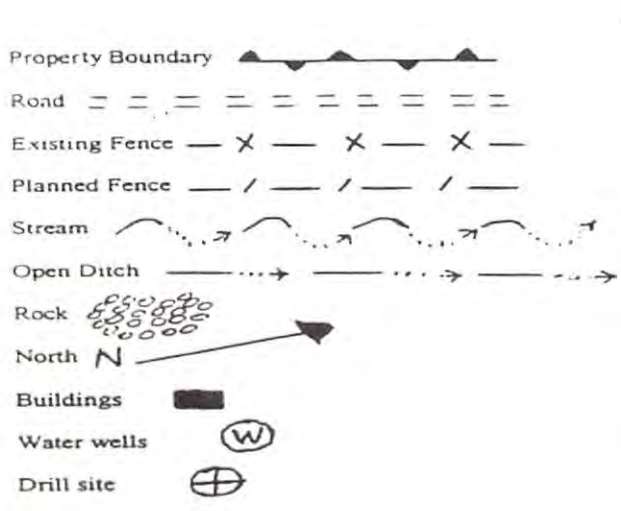 Property Boundary
Road
Existing Fence
Planned Fence
Stream
Open Ditch
Rock
North N
Buildings
Water wells W
Drill site